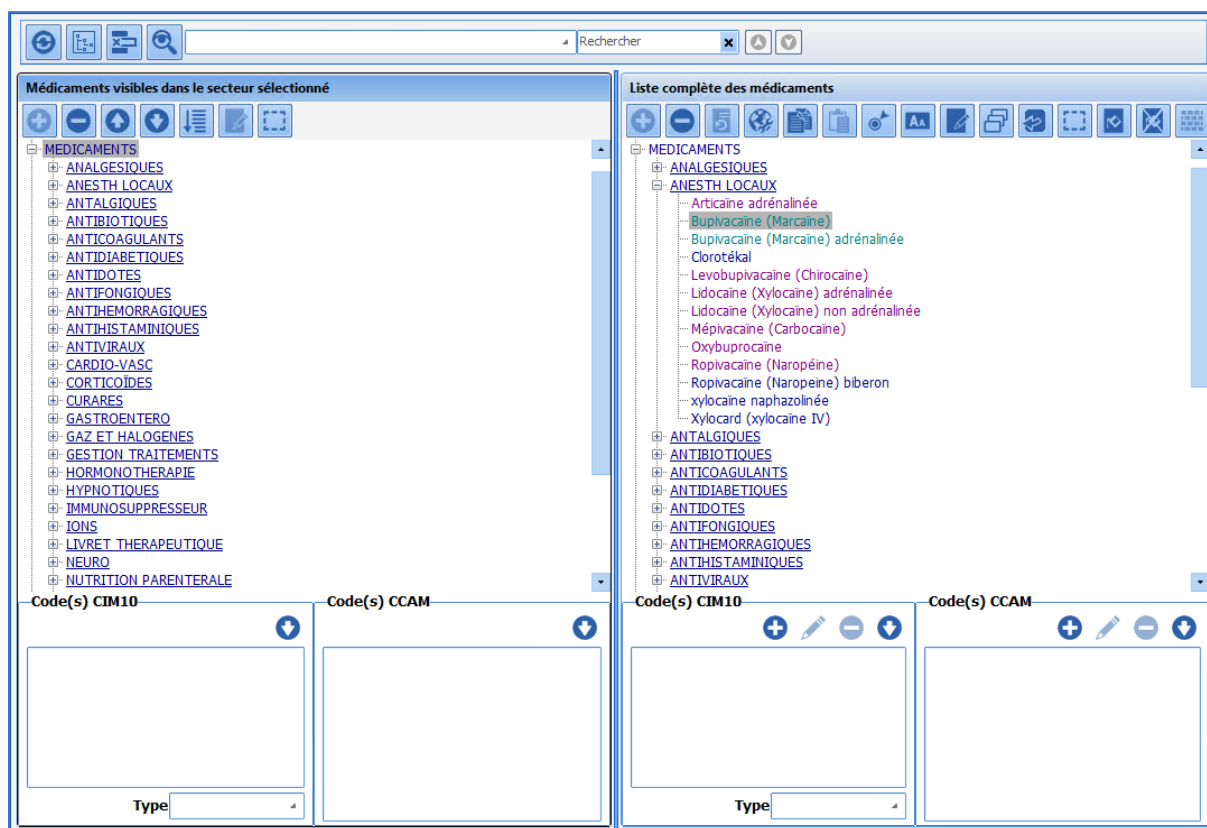 Rechercher
Médicaments visibles dans le secteur sélectionné
MEDICAMENTS
ANALGESIQUES
ANESTH LOCAUX
ANTALGIQUES
ANTIBIOTIQUES
ANTICOAGULANTS
ANTIDIABETIQUES
ANTIDOTES
ANTIFONGIQUES
ANTIHEMORRAGIQUES
ANTIHISTAMINIQUES
ANTIVIRAUX
CARDIO-VASC
CORTICOÏDES
CURARES
GASTROENTERO
GAZ ET HALOGENES
GESTION TRAITEMENTS
HORMONOTHERAPIE
HYPNOTIQUES
IMMUNOSUPPRESSEUR
IONS
LIVRET THERAPEUTIQUE
NEURO
NUTRITION PARENTERALE
Code(s) CIM10
Code(s) CCAM
Type
Liste complète des médicaments
AA
MEDICAMENTS
ANALGESIQUES
ANESTH LOCAUX
Articaïne adrénalinée
Bupivacaïne (Marcaïne)
Bupivacaïne (Marcaïne) adrénalinée
Clorotékal
Levobupivacaïne (Chirocaïne)
Lidocaïne (Xylocaïne) adrénalinée
Lidocaïne (Xylocaïne) non adrénalinée
Mépivacaïne (Carbocaïne)
Oxybuprocaïne
Ropivacaïne (Naropéine)
Ropivacaïne (Naropeine) biberon
xylocaïne naphazolinée
Xylocard (xylocaïne IV)
ANTALGIQUES
ANTIBIOTIQUES
ANTICOAGULANTS
ANTIDIABETIQUES
ANTIDOTES
ANTIFONGIQUES
ANTIHEMORRAGIQUES
ANTIHISTAMINIQUES
ANTIVIRAUX
Code(s) CIM10
Code(s) CCAM
Type